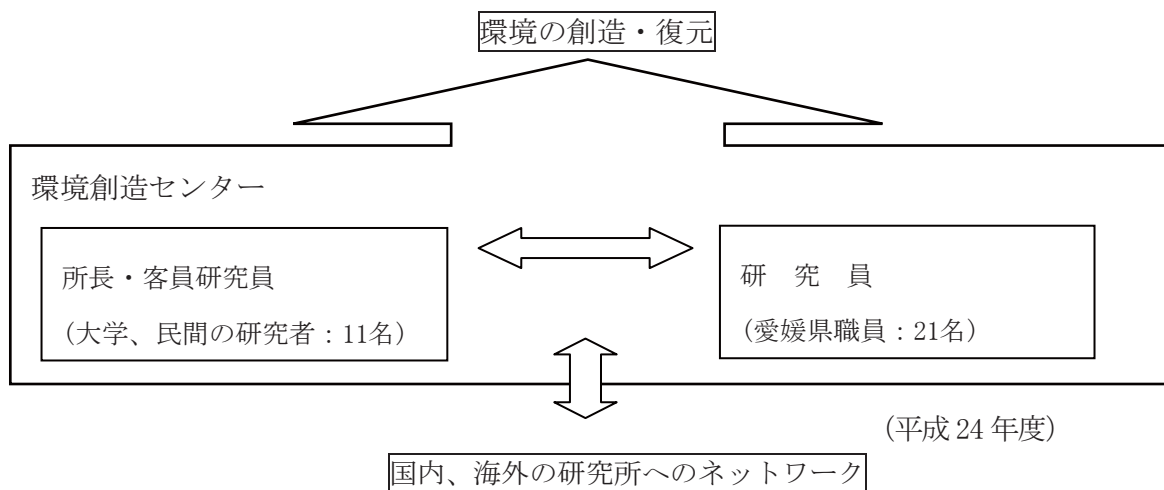 環境の創造・復元
環境創造センター
所長・客員研究員
（大学、民間の研究者：11名）
研　究　員
（愛媛県職員：21名）
（平成 24 年度）
国内、海外の研究所へのネットワーク